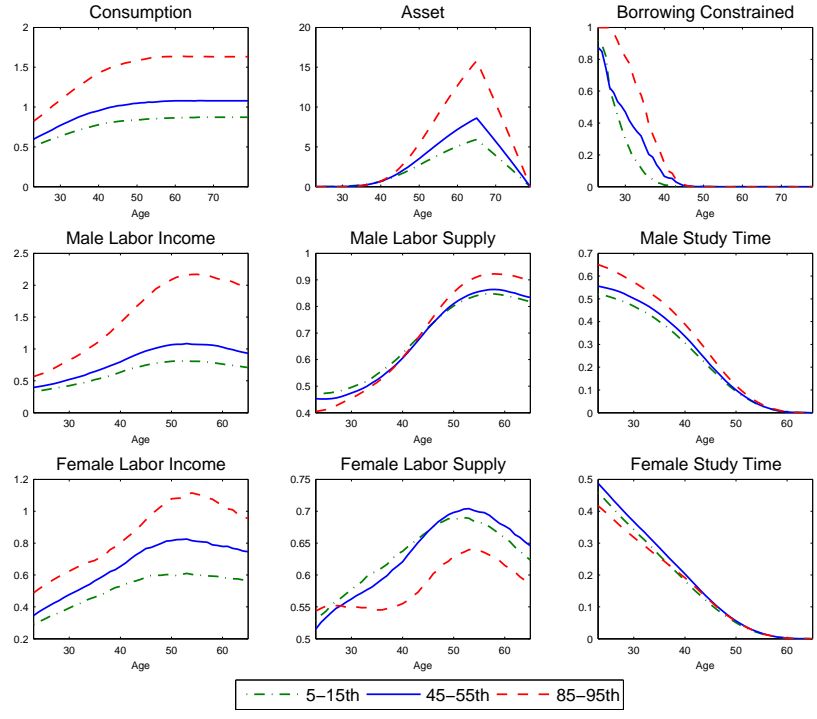 Consumption
2
1.5
1
0.5
0
30 40 50 60 70
Age
Asset
20
15
10
5
0
30 40 50 60 70
Age
Borrowing Constrained
1
0.8
0.6
0.4
0.2
0
30 40 50 60 70
Age
Male Labor Income
2.5
2
1.5
1
0.5
0
30 40 50 60
Age
Male Labor Supply
1
0.9
0.8
0.7
0.6
0.5
0.4
30 40 50 60
Age
Male Study Time
0.7
0.6
0.5
0.4
0.3
0.2
0.1
0
30 40 50 60
Age
Female Labor Income
1.2
1
0.8
0.6
0.4
0.2
30 40 50 60
Age
Female Labor Supply
0.75
0.7
0.65
0.6
0.55
0.5
30 40 50 60
Age
Female Study Time
0.5
0.4
0.3
0.2
0.1
0
30 40 50 60
Age
5−15th 45−55th 85−95th